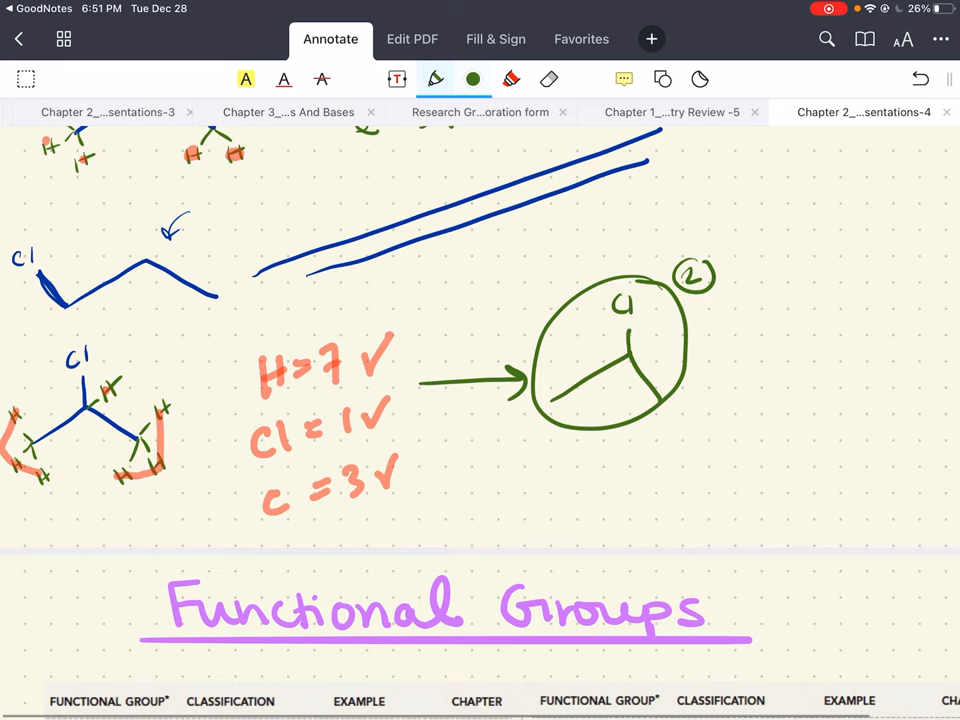 GoodNotes 6:51 PM Tue Dec 28 26%
Annotate Edit PDF Fill & Sign Favorites
A A A T AA
Chapter 2_...sentations-3 × Chapter 3_...s And Bases × Research Gr...oration form × Chapter 1_...try Review -5 × Chapter 2_...sentations-4 ×
H H H H
Cl
2
Cl
Cl
H
H = 7 ✓
Cl = 1 ✓
C = 3 ✓
H H
H H H H
Functional Groups
FUNCTIONAL GROUP* CLASSIFICATION EXAMPLE CHAPTER FUNCTIONAL GROUP* CLASSIFICATION EXAMPLE CHA